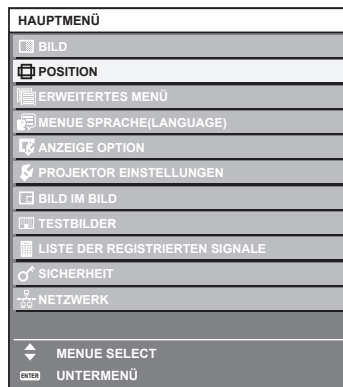 HAUPTMENÜ
BILD
POSITION
ERWEITERTES MENÜ
MENUE SPRACHE(LANGUAGE)
ANZEIGE OPTION
PROJEKTOR EINSTELLUNGEN
BILD IM BILD
TESTBILDER
LISTE DER REGISTRIERTEN SIGNALE
SICHERHEIT
NETZWERK
MENUE SELECT
ENTER UNTERMENÜ